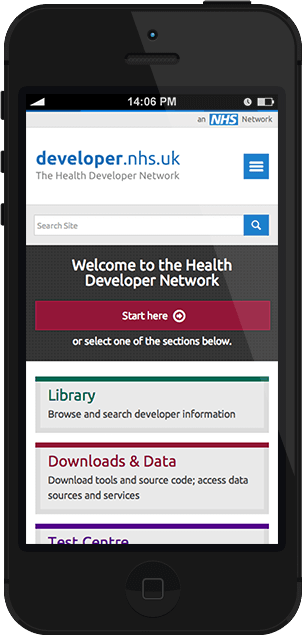 14:06 PM
an NHS Network
developer.nhs.uk
The Health Developer Network
Search Site
Welcome to the Health
Developer Network
Start here
or select one of the sections below.
Library
Browse and search developer information
Downloads & Data
Download tools and source code; access data
sources and services
Test Centre